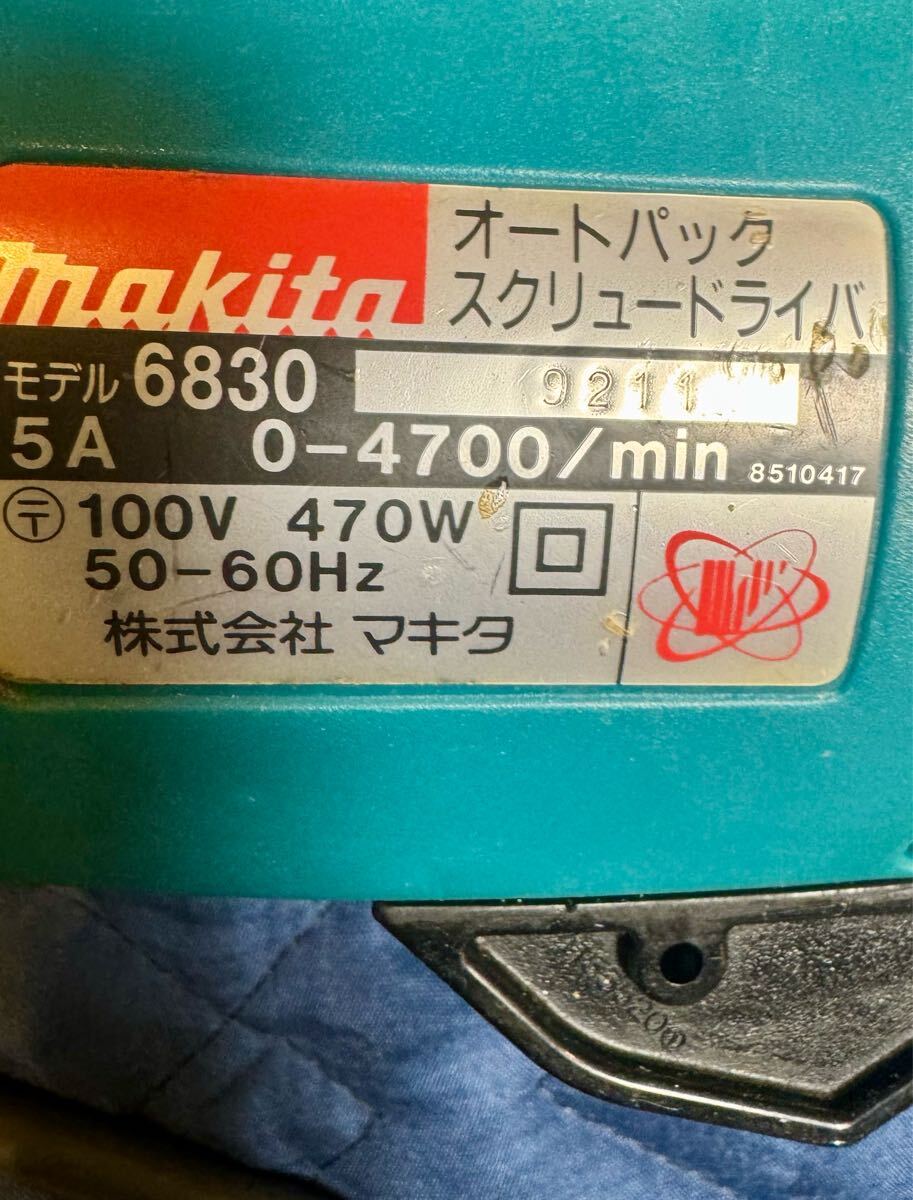 makita
オートパック
スクリュードライバ
モデル 6830
9211
5A 0-4700/min 8510417
〒 100V 470W
50-60Hz
株式会社 マキタ